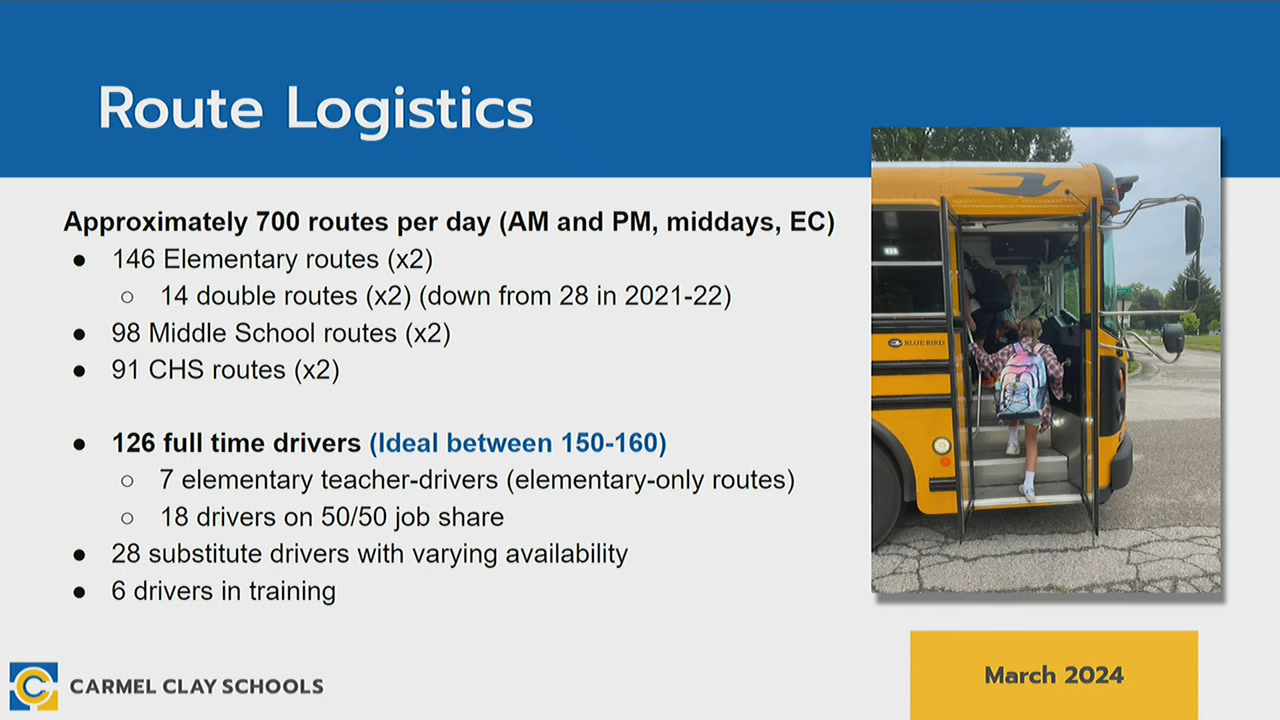 Route Logistics
Approximately 700 routes per day (AM and PM, middays, EC)
● 146 Elementary routes (x2)
○ 14 double routes (x2) (down from 28 in 2021-22)
● 98 Middle School routes (x2)
● 91 CHS routes (x2)
● 126 full time drivers (Ideal between 150-160)
○ 7 elementary teacher-drivers (elementary-only routes)
○ 18 drivers on 50/50 job share
● 28 substitute drivers with varying availability
● 6 drivers in training
BLUE BIRD
CARMEL CLAY SCHOOLS
March 2024